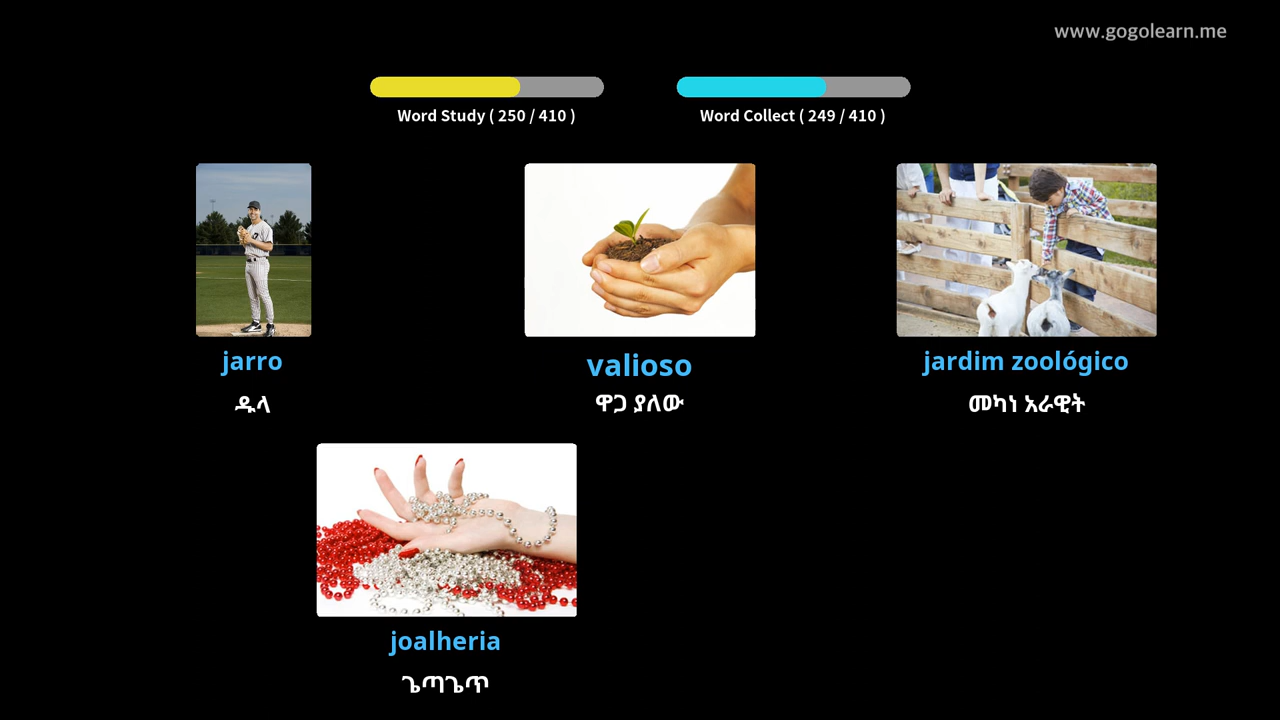 www.gogolearn.me
Word Study ( 250 / 410 )
Word Collect ( 249 / 410 )
jarro
ዱላ
valioso
ዋጋ ያለው
jardim zoológico
መካነ አራዊት
joalheria
ጌጣጌጥ